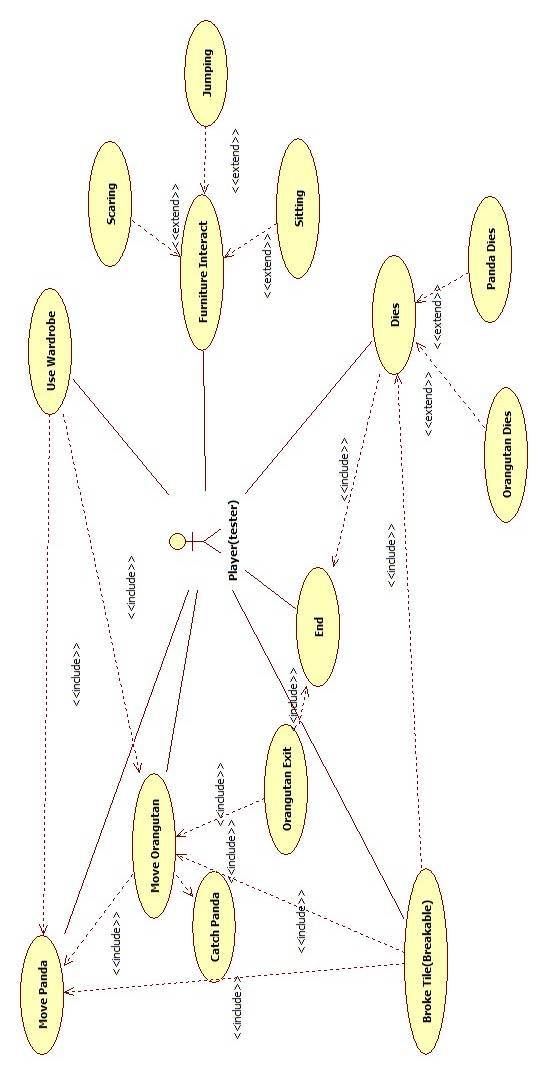 Jumping
<<extend>>
Scaring
<<extend>>
Furniture Interact
Sitting
<<extend>>
Use Wardrobe
Dies
Panda Dies
<<extend>>
Orangutan Dies
<<extend>>
<<include>>
<<include>>
Player(tester)
<<include>>
<<include>>
End
<<include>>
Orangutan Exit
<<include>>
<<include>>
Move Orangutan
Catch Panda
<<include>>
<<include>>
<<include>>
Move Panda
Broke Tile(Breakable)